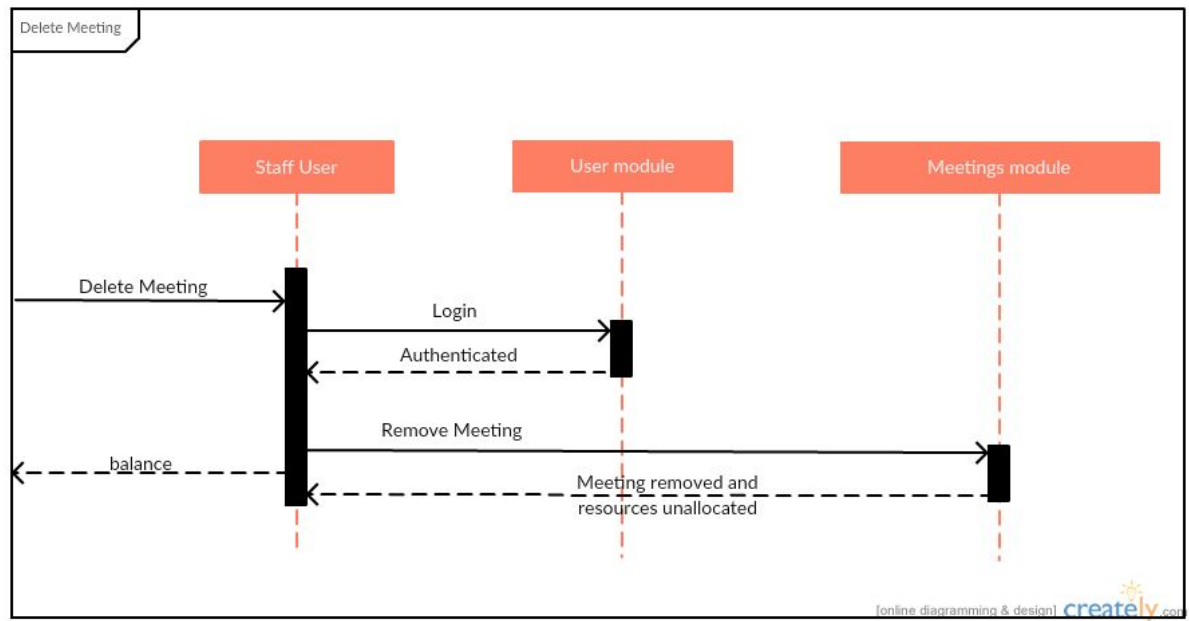 Delete Meeting
Staff User
User module
Meetings module
Delete Meeting
Login
Authenticated
Remove Meeting
balance
Meeting removed and
resources unallocated
[online diagramming & design] creately.com